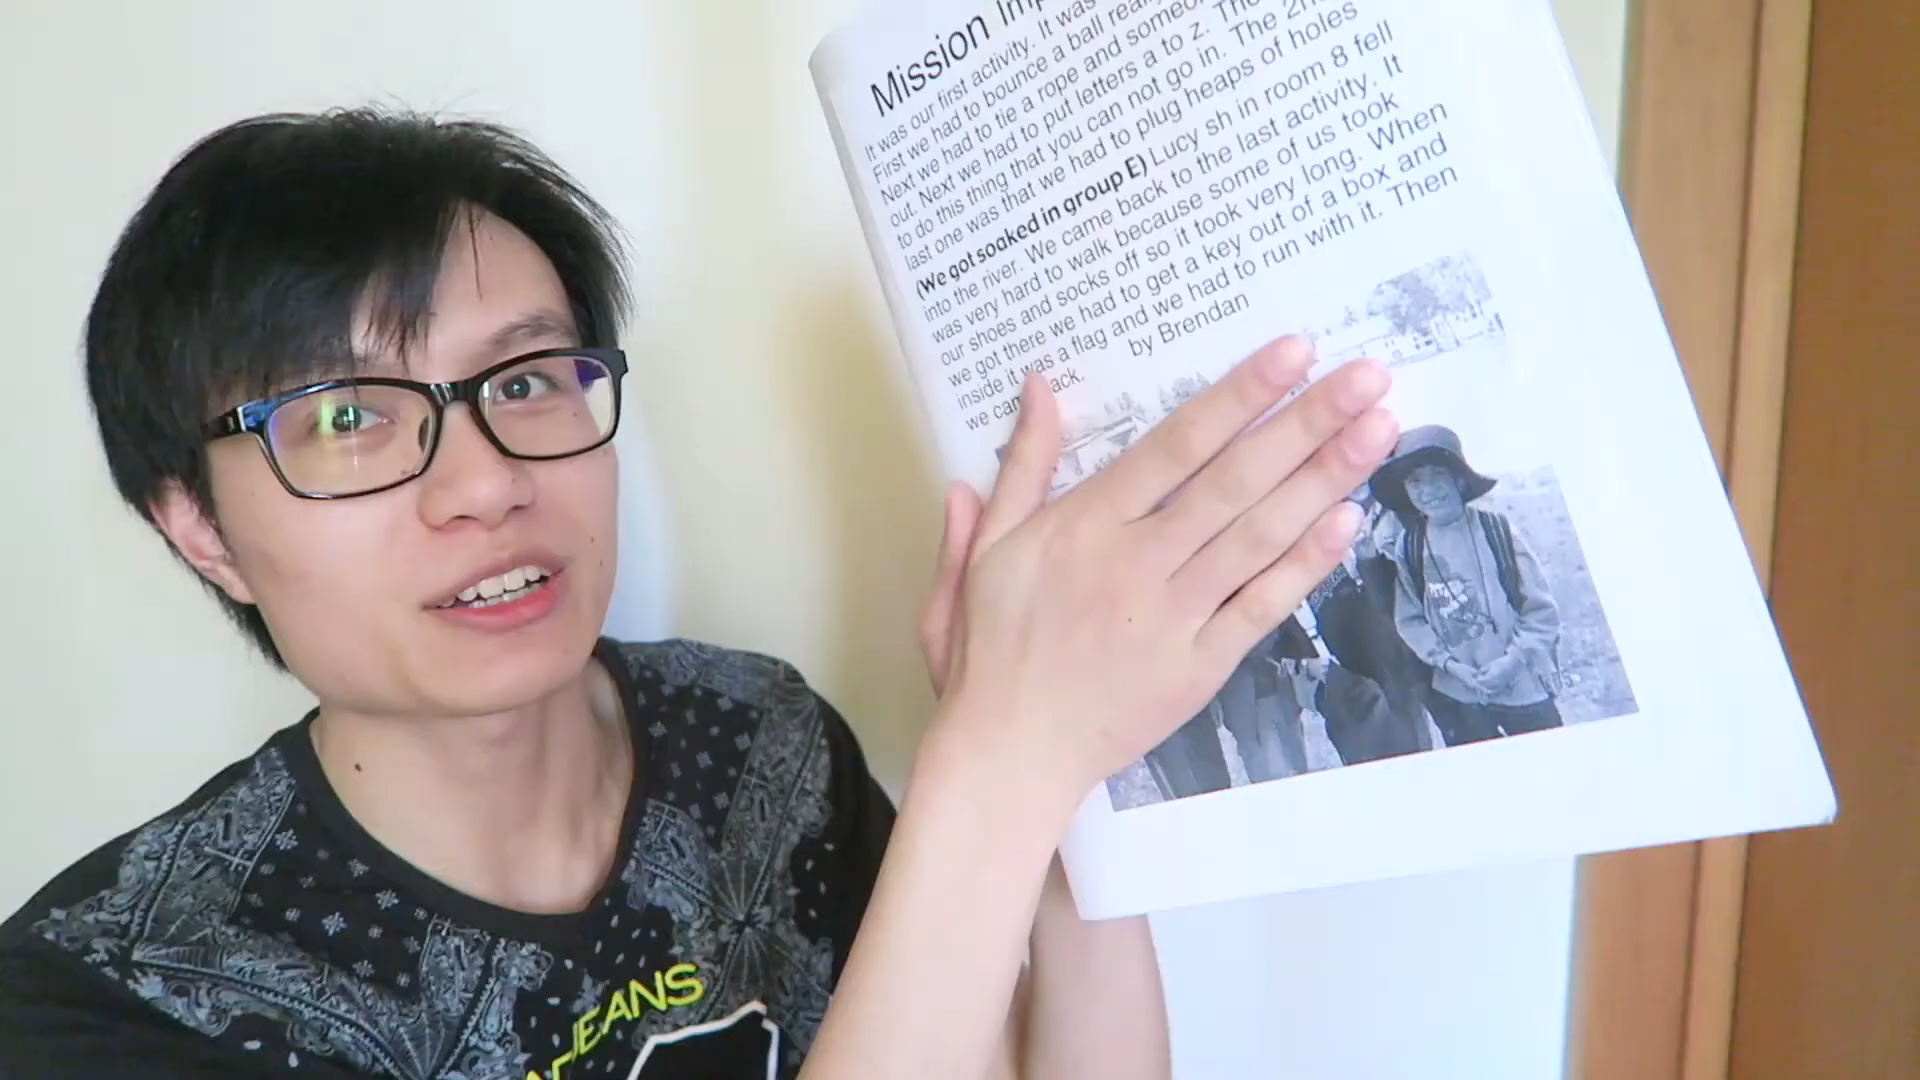 Mission
It was our first activity. It was
First we had to bounce a ball really
Next we had to tie a rope and
out. Next we had to put letters a to z.
to do this thing that you can not go in. The
last one was that we had to plug heaps of holes
(We got soaked in group E) Lucy sh in room 8 fell
into the river. We came back to the last activity. It
was very hard to walk because some of us took
our shoes and socks off so it took very long. When
we got there we had to get a key out of a box and
inside it was a flag and we had to run with it. Then
we
by Brendan
JEANS